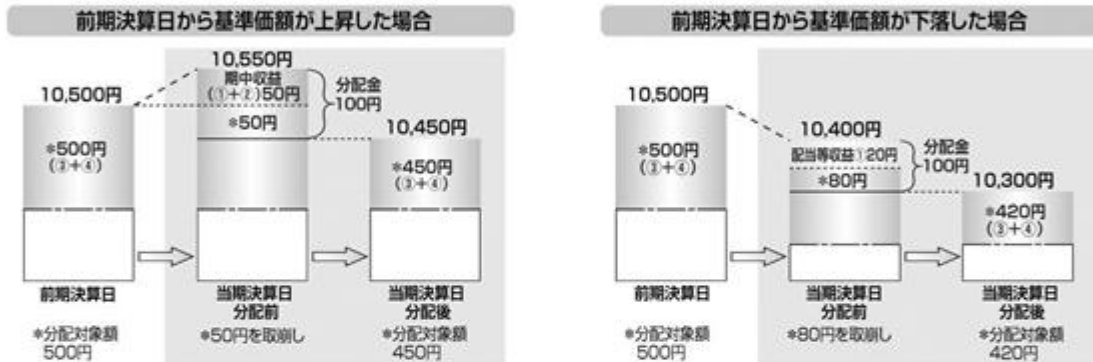 前期決算日から基準価額が上昇した場合
10,550円
期中収益
(①+②)50円
分配金
100円
10,500円
*50円
10,450円
*500円
(③+④)
*450円
(③+④)
前期決算日
当期決算日
分配前
当期決算日
分配後
*分配対象額
500円
*50円を取崩し
*分配対象額
450円
前期決算日から基準価額が下落した場合
10,500円
10,400円
配当等収益①20円
分配金
100円
*80円
10,300円
*500円
(③+④)
*420円
(③+④)
前期決算日
当期決算日
分配前
当期決算日
分配後
*分配対象額
500円
*80円を取崩し
*分配対象額
420円